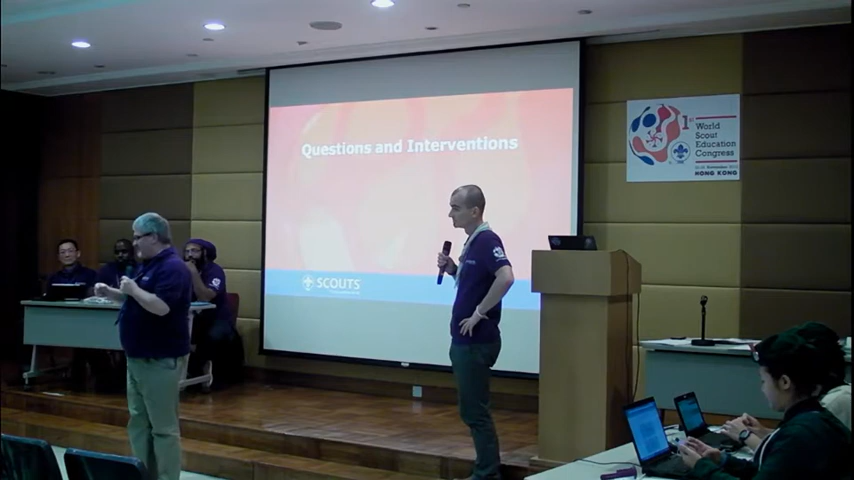 Questions and Interventions
SCOUTS
1st World
Scout
Education
Congress
HONG KONG